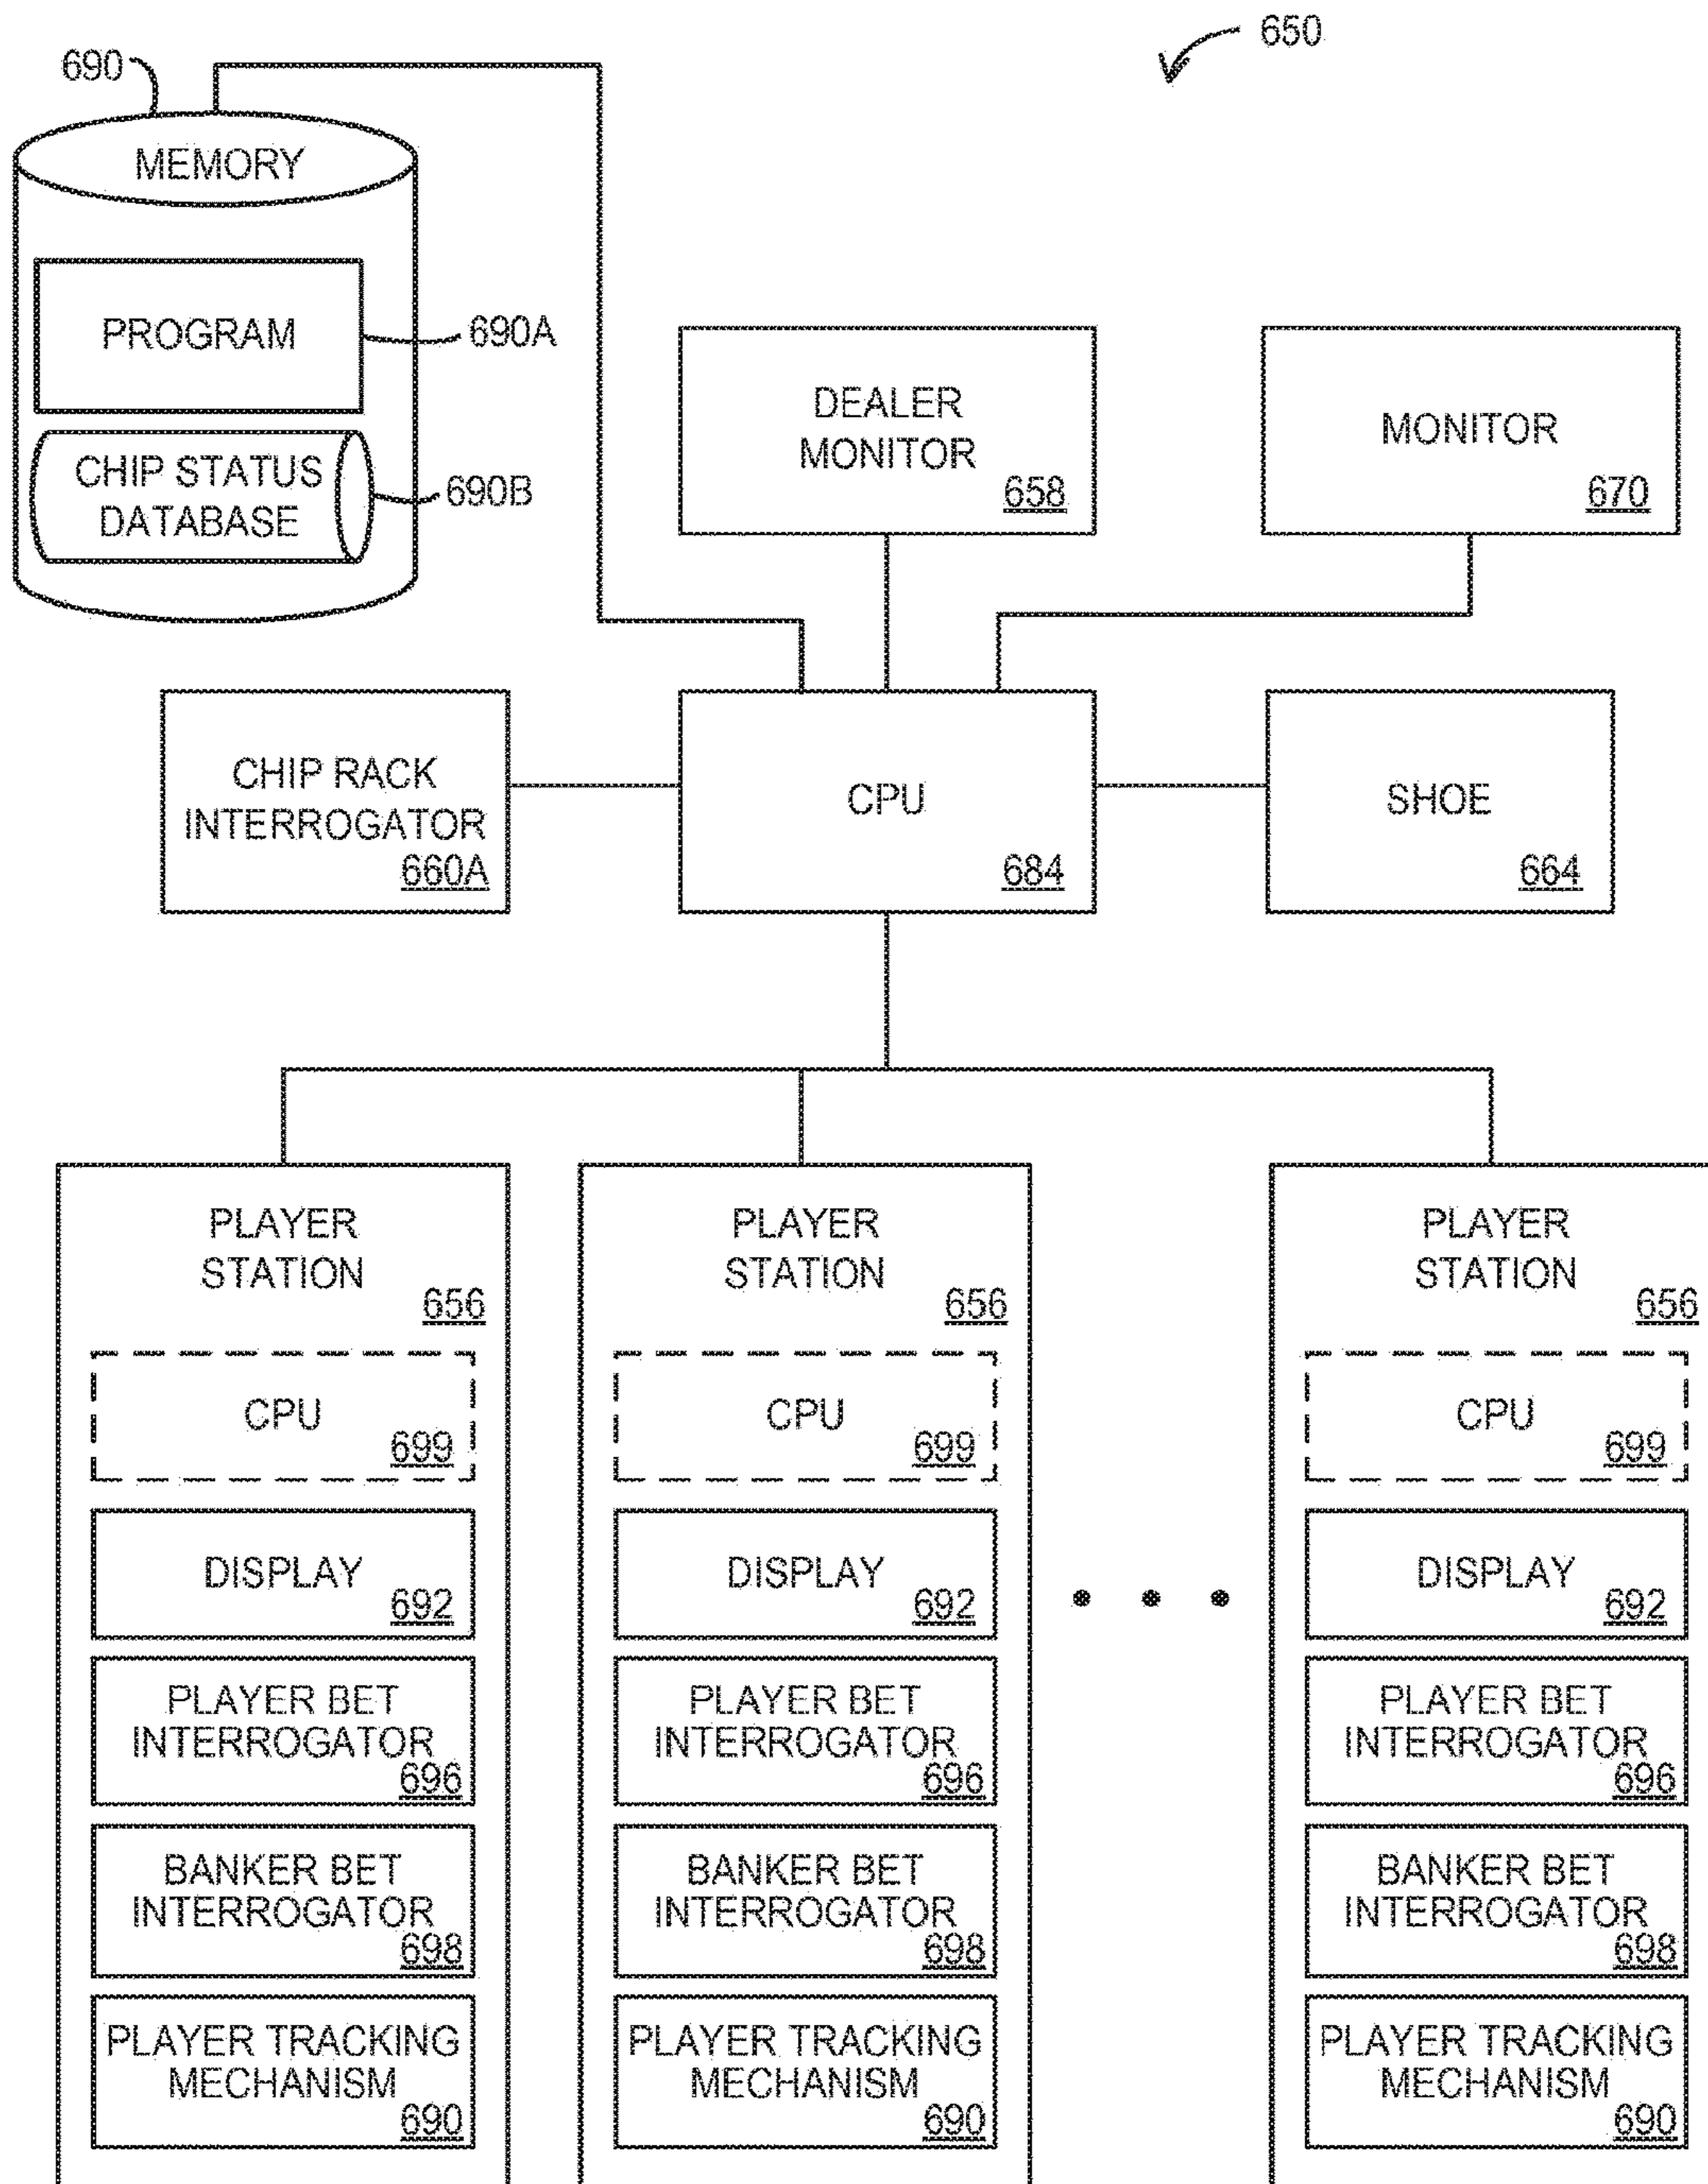 650
690
MEMORY
PROGRAM
690A
CHIP STATUS
DATABASE
690B
DEALER
MONITOR
658
MONITOR
670
CHIP RACK
INTERROGATOR
660A
CPU
684
SHOE
664
PLAYER
STATION
656
CPU
699
DISPLAY
692
PLAYER BET
INTERROGATOR
696
BANKER BET
INTERROGATOR
698
PLAYER TRACKING
MECHANISM
690
PLAYER
STATION
656
CPU
699
DISPLAY
692
PLAYER BET
INTERROGATOR
696
BANKER BET
INTERROGATOR
698
PLAYER TRACKING
MECHANISM
690
PLAYER
STATION
656
CPU
699
DISPLAY
692
PLAYER BET
INTERROGATOR
696
BANKER BET
INTERROGATOR
698
PLAYER TRACKING
MECHANISM
690